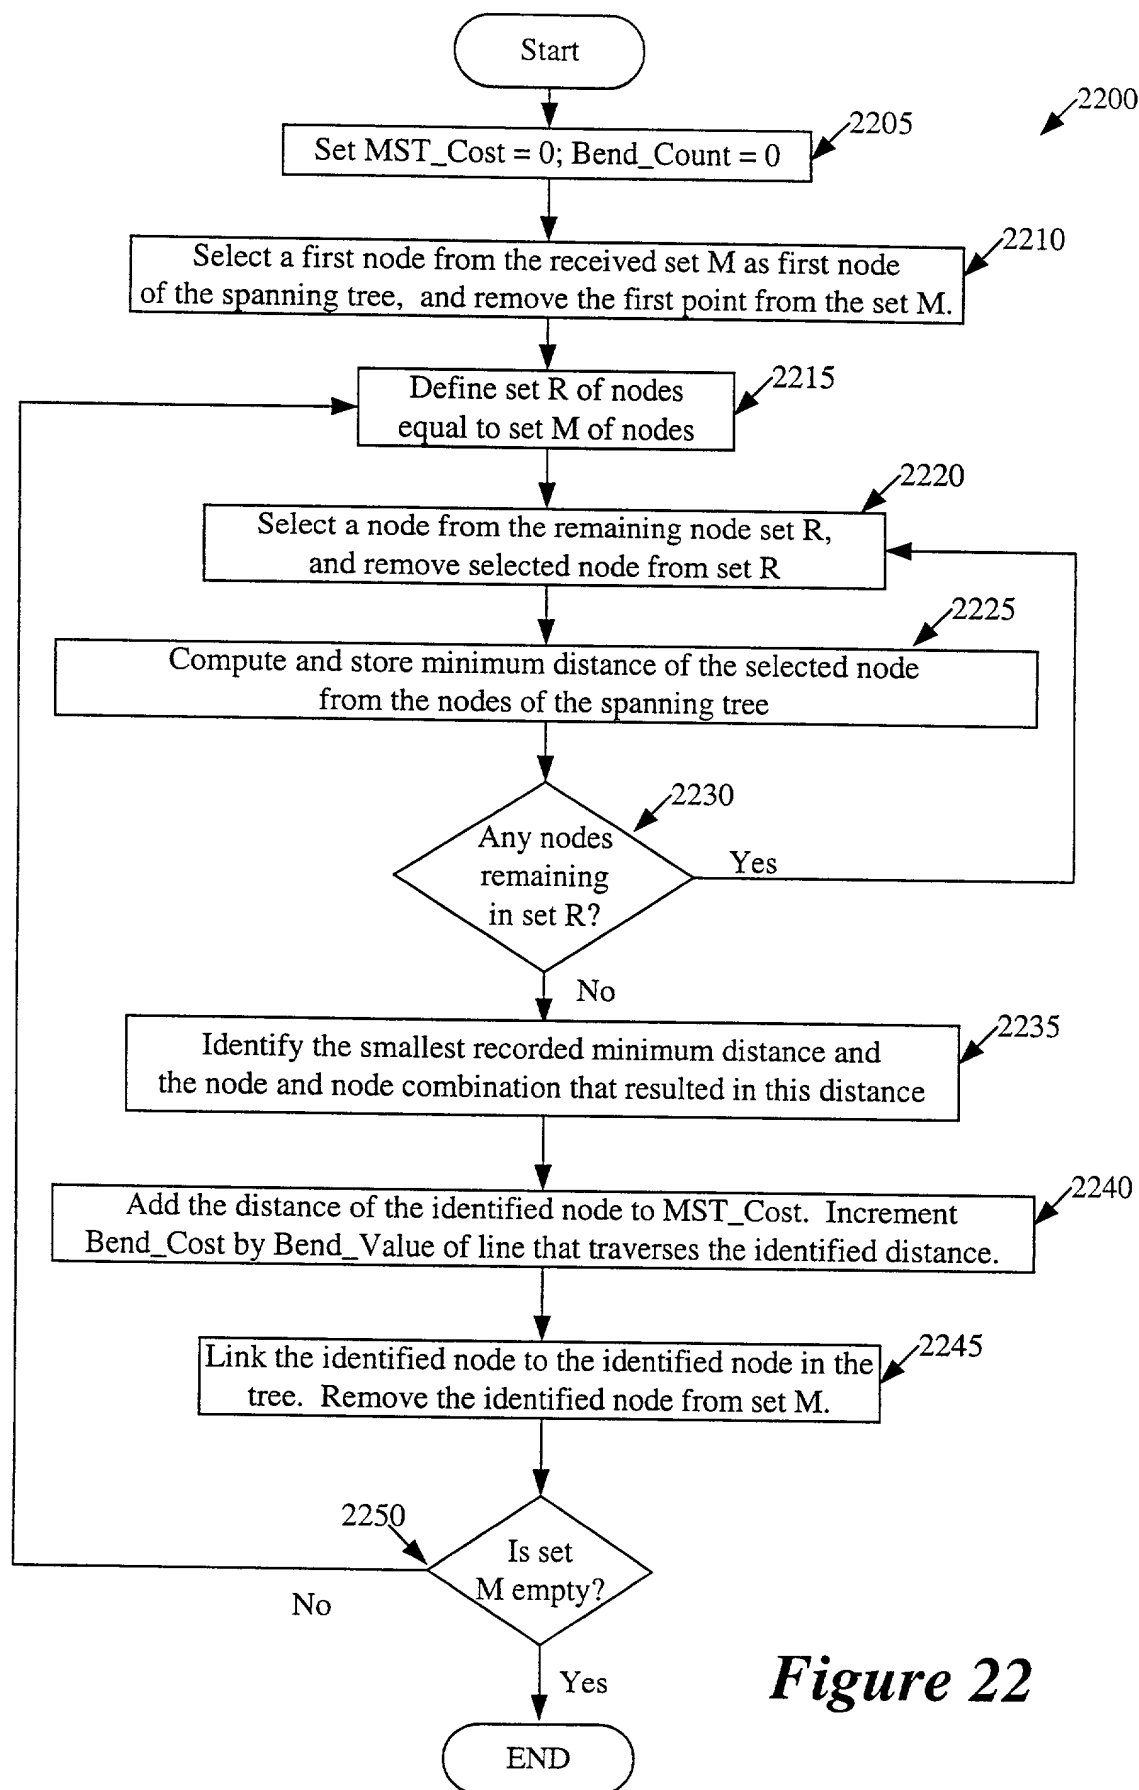 Start
2200
2205
Set MST_Cost = 0; Bend_Count = 0
2210
Select a first node from the received set M as first node
of the spanning tree, and remove the first point from the set M.
2215
Define set R of nodes
equal to set M of nodes
2220
Select a node from the remaining node set R,
and remove selected node from set R
2225
Compute and store minimum distance of the selected node
from the nodes of the spanning tree
2230
Any nodes
remaining
in set R?
Yes
No
2235
Identify the smallest recorded minimum distance and
the node and node combination that resulted in this distance
2240
Add the distance of the identified node to MST_Cost. Increment
Bend_Cost by Bend_Value of line that traverses the identified distance.
2245
Link the identified node to the identified node in the
tree. Remove the identified node from set M.
2250
Is set
M empty?
No
Yes
Figure 22
END